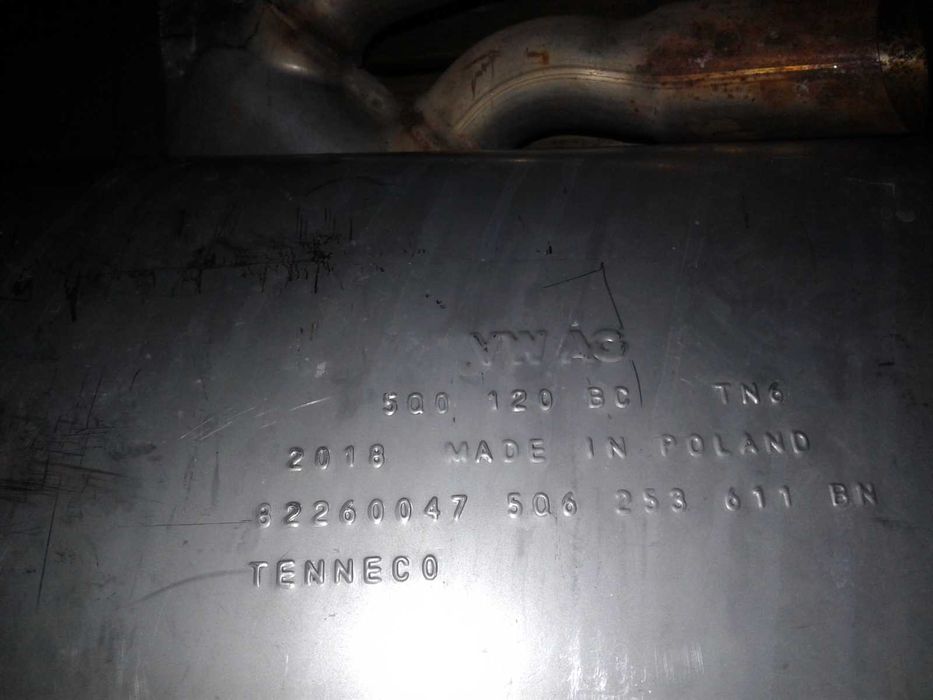 VW AG
5Q0 120 BC TN6
2018 MADE IN POLAND
82260047 5Q6 253 611 BN
TENNECO